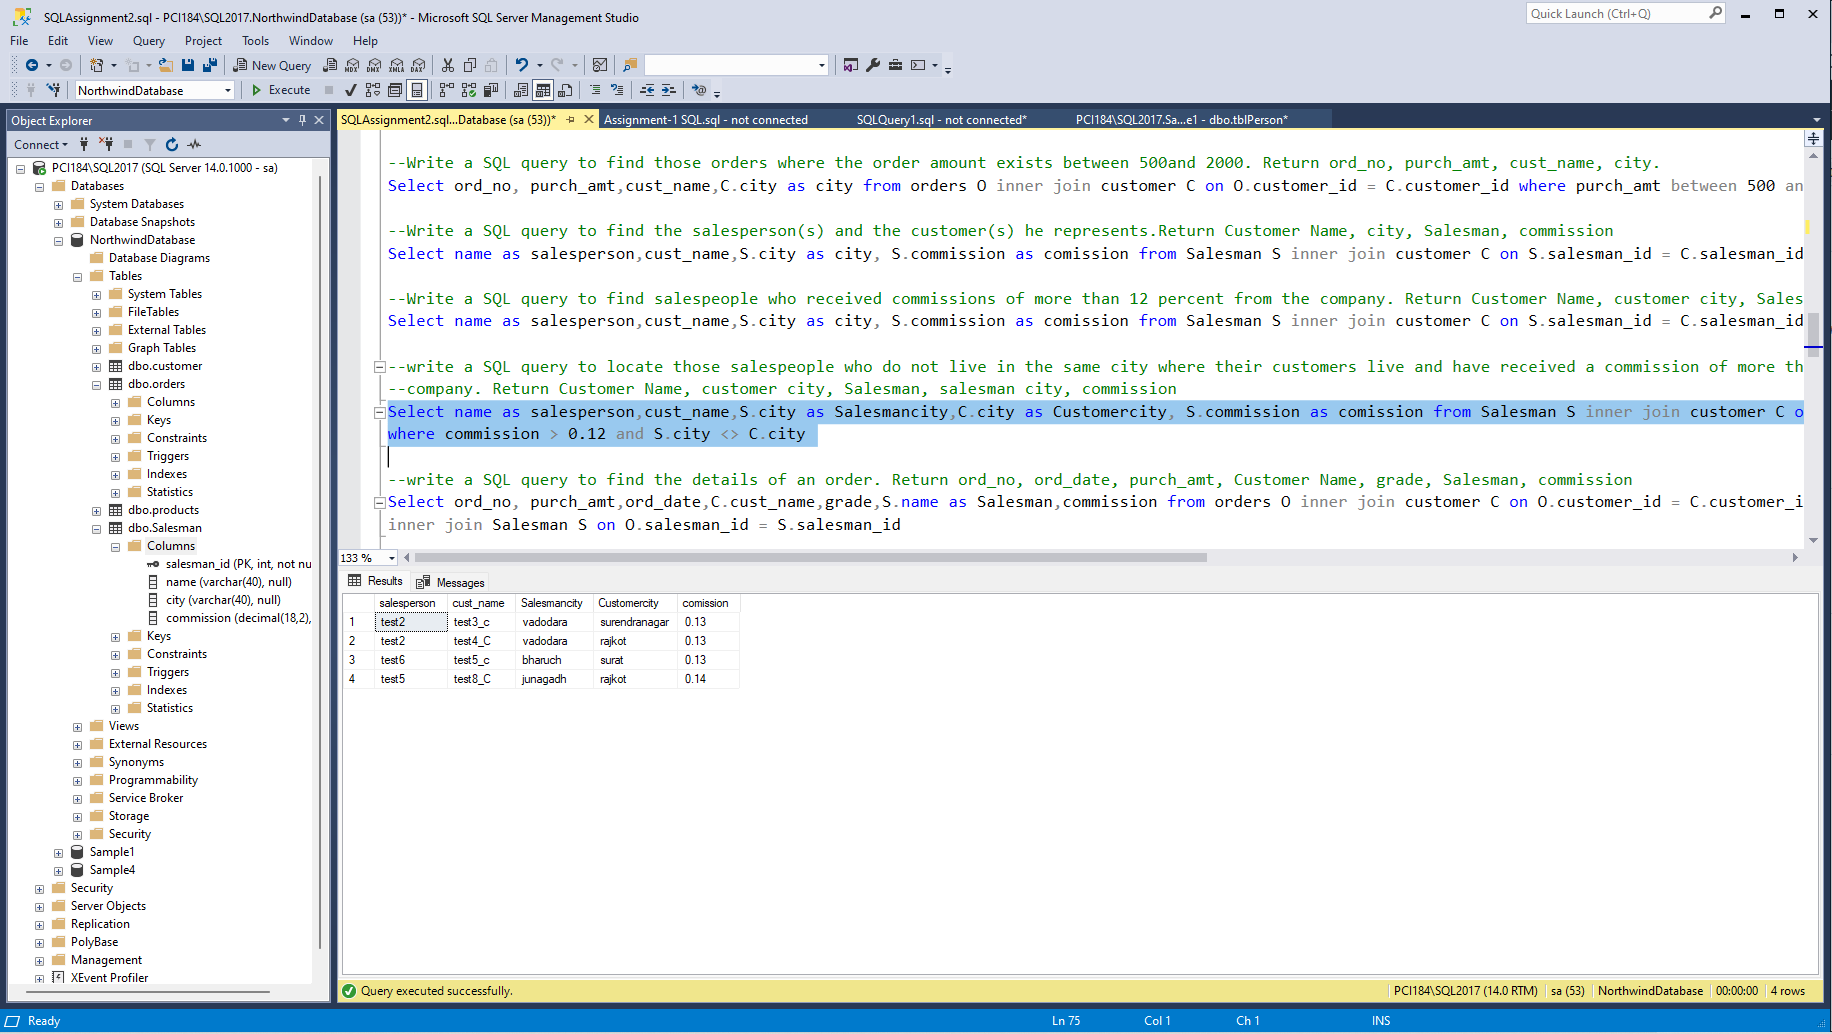 SQLAssignment2.sql - PCI184\SQL2017.NorthwindDatabase (sa (53))* - Microsoft SQL Server Management Studio
Quick Launch (Ctrl+Q)
File Edit View Query Project Tools Window Help
New Query MDX DMX XMLA DAX
NorthwindDatabase Execute
Object Explorer
Connect
PCI184\SQL2017 (SQL Server 14.0.1000 - sa)
Databases
System Databases
Database Snapshots
NorthwindDatabase
Database Diagrams
Tables
System Tables
FileTables
External Tables
Graph Tables
dbo.customer
dbo.orders
Columns
Keys
Constraints
Triggers
Indexes
Statistics
dbo.products
dbo.Salesman
Columns
salesman_id (PK, int, not nu
name (varchar(40), null)
city (varchar(40), null)
commission (decimal(18,2),
Keys
Constraints
Triggers
Indexes
Statistics
Views
External Resources
Synonyms
Programmability
Service Broker
Storage
Security
Sample1
Sample4
Security
Server Objects
Replication
PolyBase
Management
XEvent Profiler
SQLAssignment2.sql...Database (sa (53))* Assignment-1 SQL.sql - not connected SQLQuery1.sql - not connected* PCI184\SQL2017.Sa...e1 - dbo.tblPerson*
--Write a SQL query to find those orders where the order amount exists between 500and 2000. Return ord_no, purch_amt, cust_name, city.
Select ord_no, purch_amt,cust_name,C.city as city from orders O inner join customer C on O.customer_id = C.customer_id where purch_amt between 500 an
--Write a SQL query to find the salesperson(s) and the customer(s) he represents.Return Customer Name, city, Salesman, commission
Select name as salesperson,cust_name,S.city as city, S.commission as comission from Salesman S inner join customer C on S.salesman_id = C.salesman_id
--Write a SQL query to find salespeople who received commissions of more than 12 percent from the company. Return Customer Name, customer city, Sales
Select name as salesperson,cust_name,S.city as city, S.commission as comission from Salesman S inner join customer C on S.salesman_id = C.salesman_id
--write a SQL query to locate those salespeople who do not live in the same city where their customers live and have received a commission of more th
--company. Return Customer Name, customer city, Salesman, salesman city, commission
Select name as salesperson,cust_name,S.city as Salesmancity,C.city as Customercity, S.commission as comission from Salesman S inner join customer C o
where commission > 0.12 and S.city <> C.city
--write a SQL query to find the details of an order. Return ord_no, ord_date, purch_amt, Customer Name, grade, Salesman, commission
Select ord_no, purch_amt,ord_date,C.cust_name,grade,S.name as Salesman,commission from orders O inner join customer C on O.customer_id = C.customer_i
inner join Salesman S on O.salesman_id = S.salesman_id
133 %
Results Messages
salesperson cust_name Salesmancity Customercity comission
1 test2 test3_c vadodara surendranagar 0.13
2 test2 test4_C vadodara rajkot 0.13
3 test6 test5_c bharuch surat 0.13
4 test5 test8_C junagadh rajkot 0.14
Query executed successfully. PCI184\SQL2017 (14.0 RTM) sa (53) NorthwindDatabase 00:00:00 4 rows
Ready Ln 75 Col 1 Ch 1 INS